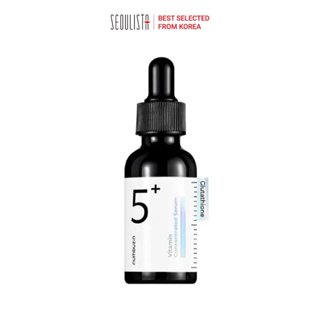 SEOULISTA
BEST SELECTED
FROM KOREA
5+
Vitamin
Concentrated Serum
Glutathione
numbuzin